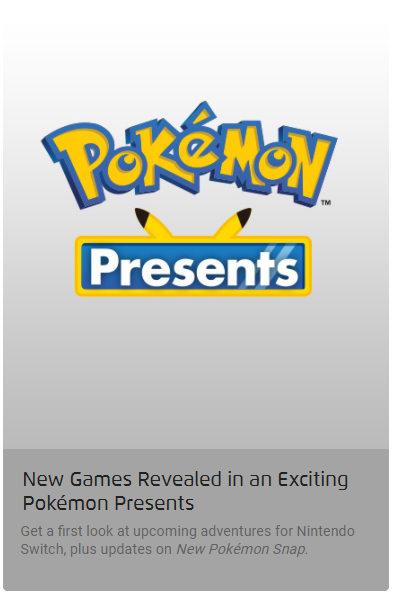 POKÉMON
TM
Presents
New Games Revealed in an Exciting
Pokémon Presents
Get a first look at upcoming adventures for Nintendo
Switch, plus updates on New Pokémon Snap.